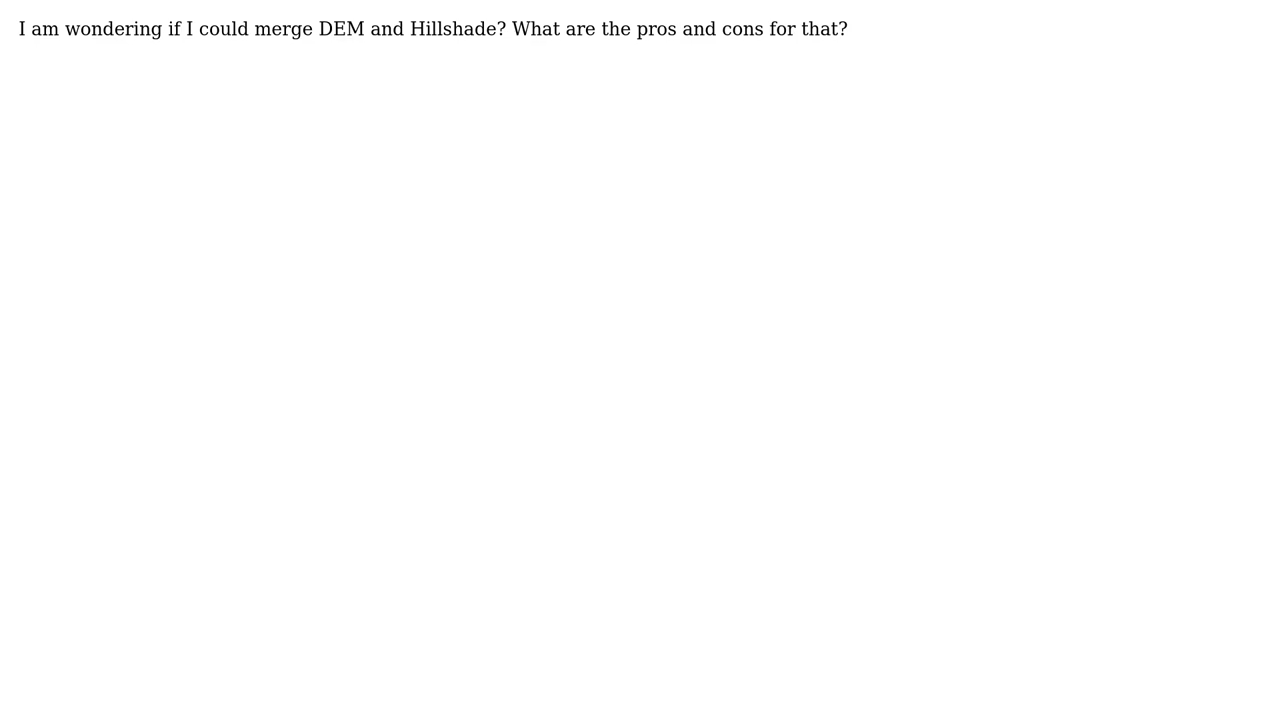 I am wondering if I could merge DEM and Hillshade? What are the pros and cons for that?